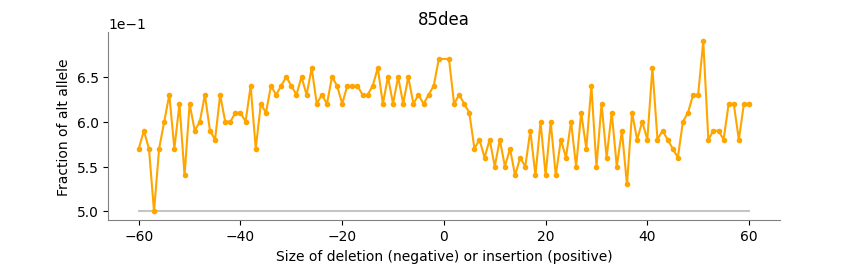 85dea
1e−1
Fraction of alt allele
6.5
6.0
5.5
5.0
−60 −40 −20 0 20 40 60
Size of deletion (negative) or insertion (positive)